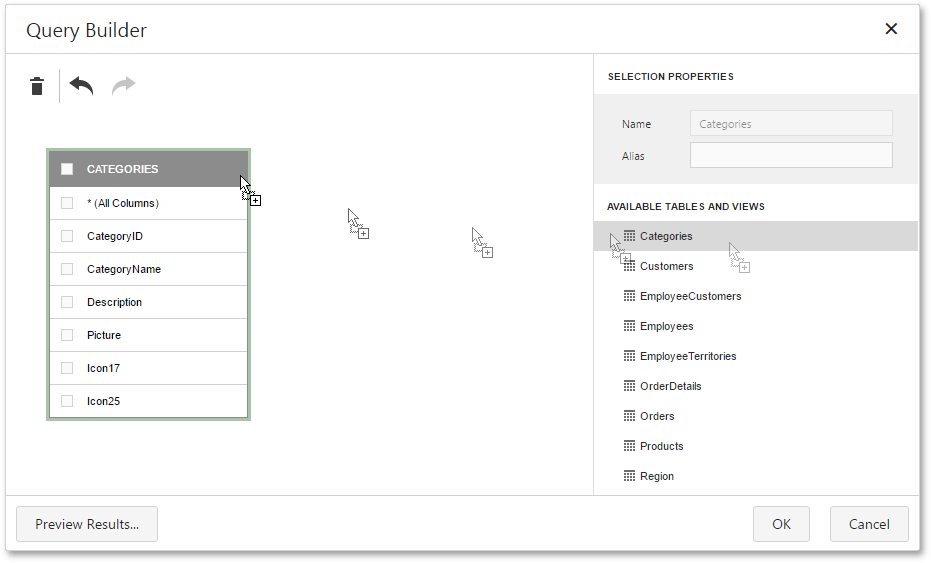 Query Builder
SELECTION PROPERTIES
Name
Categories
Alias
CATEGORIES
* (All Columns)
CategoryID
CategoryName
Description
Picture
Icon17
Icon25
AVAILABLE TABLES AND VIEWS
Categories
Customers
EmployeeCustomers
Employees
EmployeeTerritories
OrderDetails
Orders
Products
Region
Preview Results...
OK
Cancel